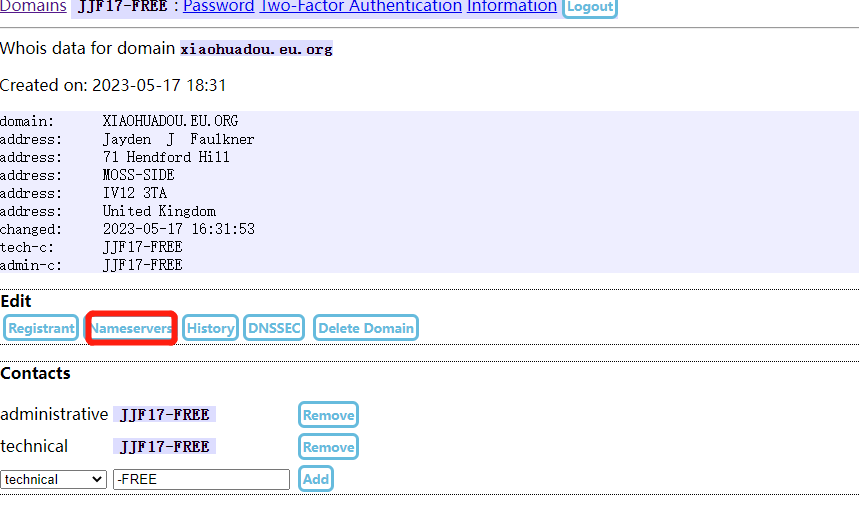 Domains JJF17-FREE : Password Two-Factor Authentication Information Logout
Whois data for domain xiaohuadou.eu.org
Created on: 2023-05-17 18:31
domain: XIAOHUADOU.EU.ORG
address: Jayden J Faulkner
address: 71 Hendford Hill
address: MOSS-SIDE
address: IV12 3TA
address: United Kingdom
changed: 2023-05-17 16:31:53
tech-c: JJF17-FREE
admin-c: JJF17-FREE
Edit
Registrant Nameservers History DNSSEC Delete Domain
Contacts
administrative JJF17-FREE Remove
technical JJF17-FREE Remove
technical -FREE Add